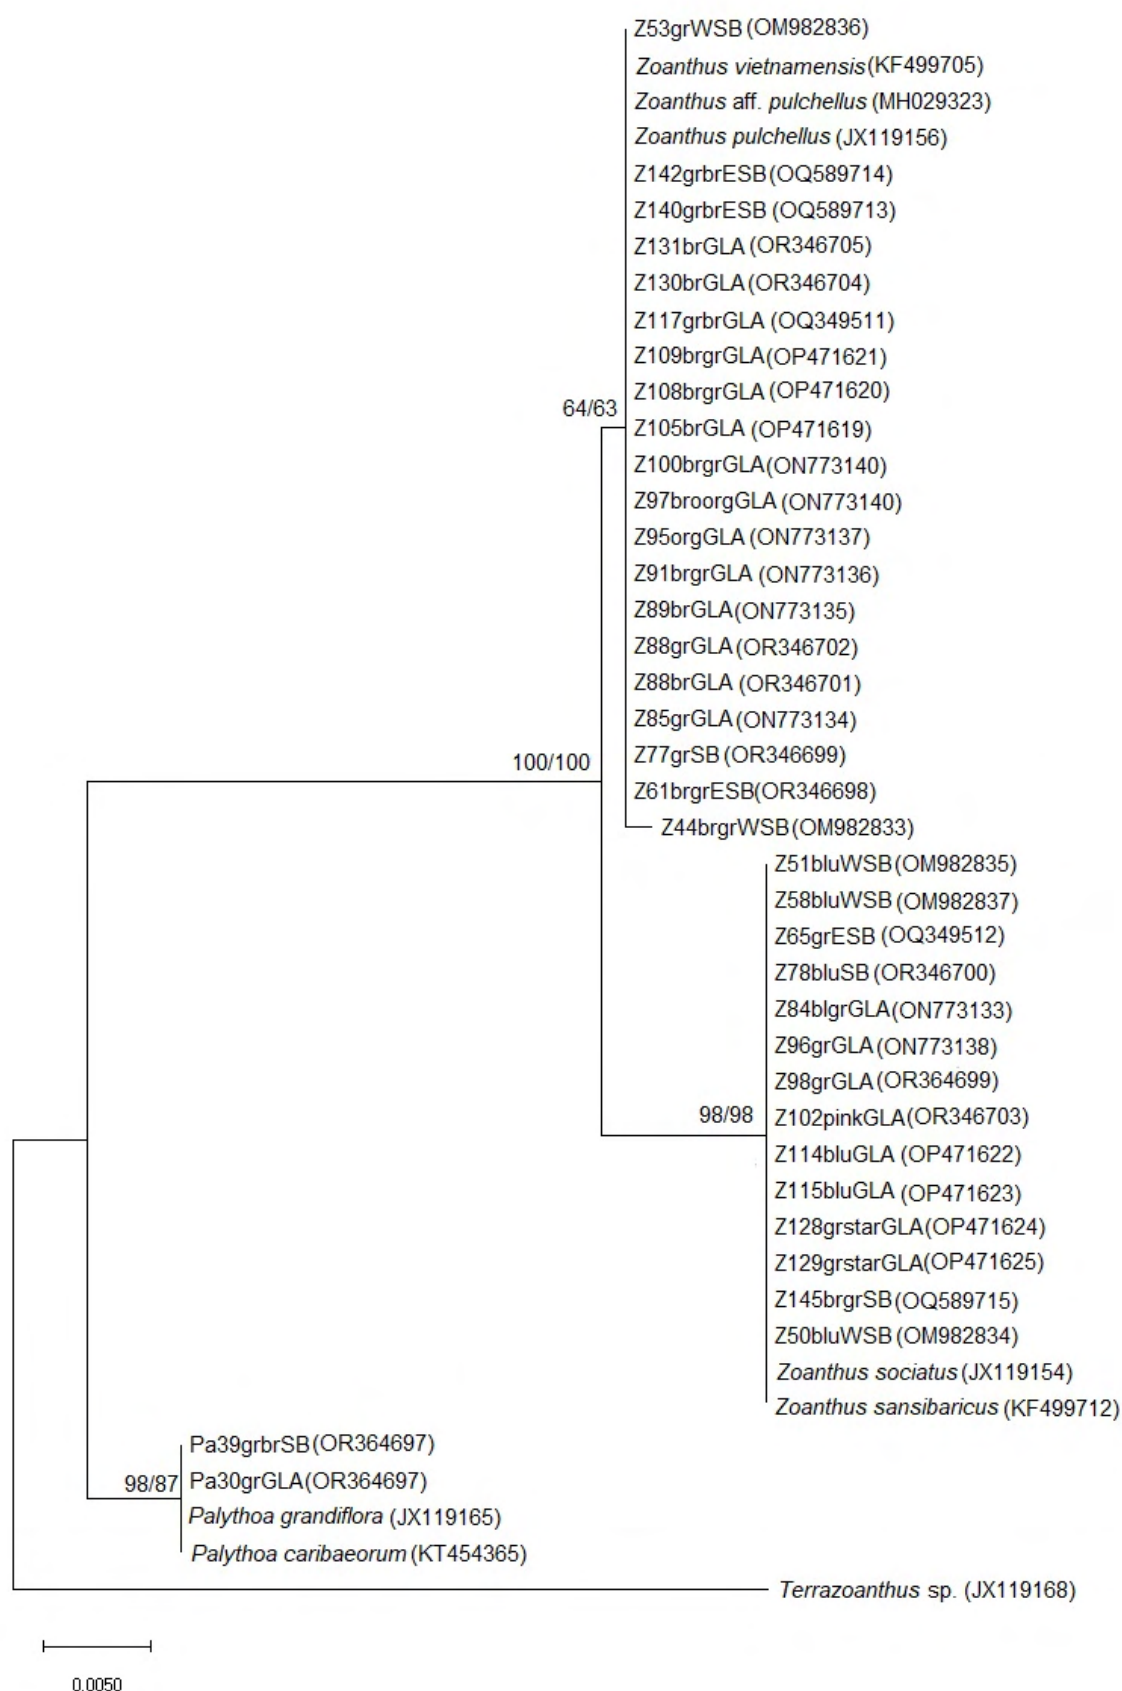 Z53grWSB (OM982836)
Zoanthus vietnamensis (KF499705)
Zoanthus aff. pulchellus (MH029323)
Zoanthus pulchellus (JX119156)
Z142grbrESB (OQ589714)
Z140grbrESB (OQ589713)
Z131brGLA (OR346705)
Z130brGLA (OR346704)
Z117grbrGLA (OQ349511)
Z109brgrGLA (OP471621)
Z108brgrGLA (OP471620)
64/63
Z105brGLA (OP471619)
Z100brgrGLA (ON773140)
Z97broorgGLA (ON773140)
Z95orgGLA (ON773137)
Z91brgrGLA (ON773136)
Z89brGLA (ON773135)
Z88grGLA (OR346702)
Z88brGLA (OR346701)
Z85grGLA (ON773134)
Z77grSB (OR346699)
100/100
Z61brgrESB (OR346698)
Z44brgrWSB (OM982833)
Z51bluWSB (OM982835)
Z58bluWSB (OM982837)
Z65grESB (OQ349512)
Z78bluSB (OR346700)
Z84blgrGLA (ON773133)
Z96grGLA (ON773138)
Z98grGLA (OR364699)
98/98
Z102pinkGLA (OR346703)
Z114bluGLA (OP471622)
Z115bluGLA (OP471623)
Z128grstarGLA (OP471624)
Z129grstarGLA (OP471625)
Z145brgrSB (OQ589715)
Z50bluWSB (OM982834)
Zoanthus sociatus (JX119154)
Zoanthus sansibaricus (KF499712)
Pa39grbrSB (OR364697)
98/87
Pa30grGLA (OR364697)
Palythoa grandiflora (JX119165)
Palythoa caribaeorum (KT454365)
Terrazoanthus sp. (JX119168)
0.0050